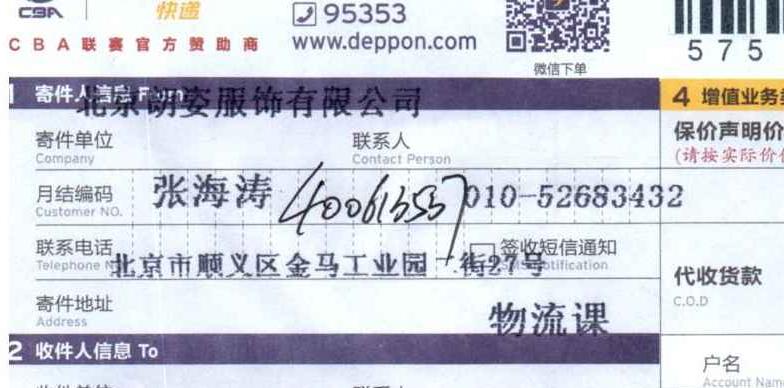 CBA 快递 95353
CBA联赛官方赞助商 www.deppon.com
微信下单
575
1 寄件人信息 From
北京朗姿服饰有限公司
4 增值业务
寄件单位 联系人
Company Contact Person
保价声明价
(请按实际价
月结编码 张海涛 400613557 010-52683432
Customer NO.
联系电话 签收短信通知
Telephone 北京市顺义区金马工业园一街27号 Notification
代收货款
C.O.D
寄件地址
Address
物流课
2 收件人信息 To
户名
Account Nam